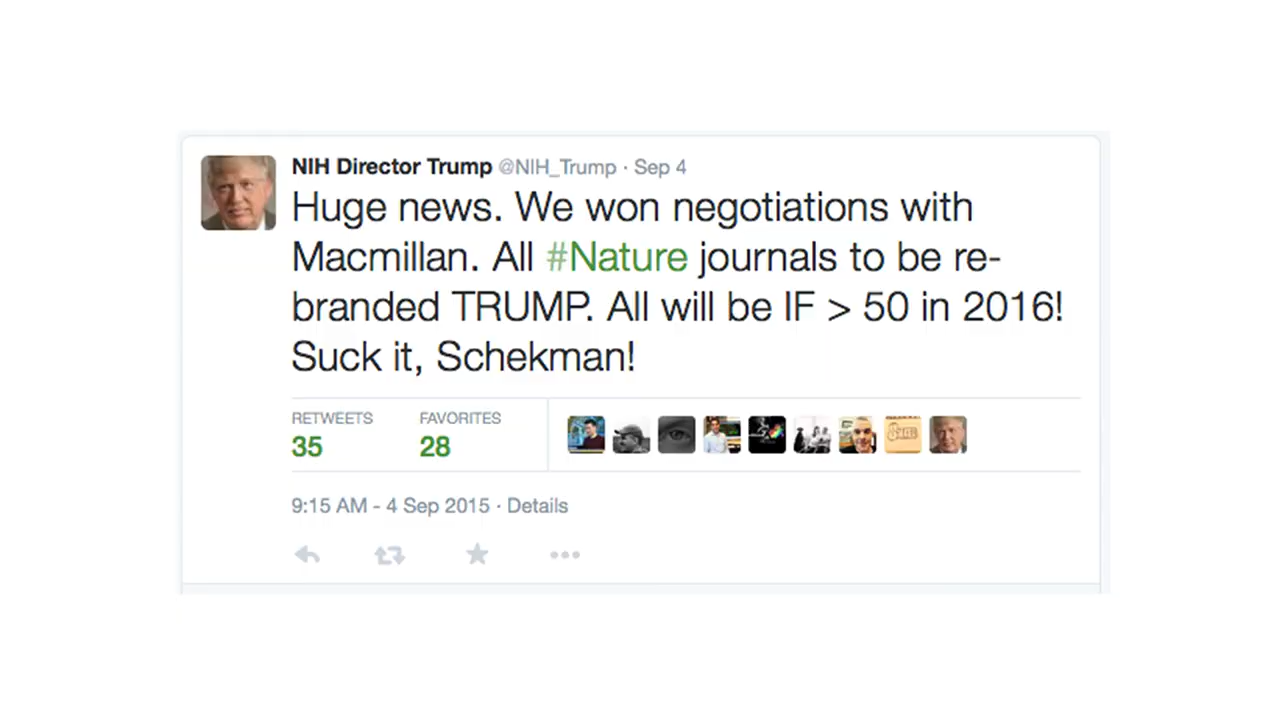 NIH Director Trump @NIH_Trump · Sep 4
Huge news. We won negotiations with
Macmillan. All #Nature journals to be re-
branded TRUMP. All will be IF > 50 in 2016!
Suck it, Schekman!
RETWEETS FAVORITES
35 28
9:15 AM - 4 Sep 2015 · Details